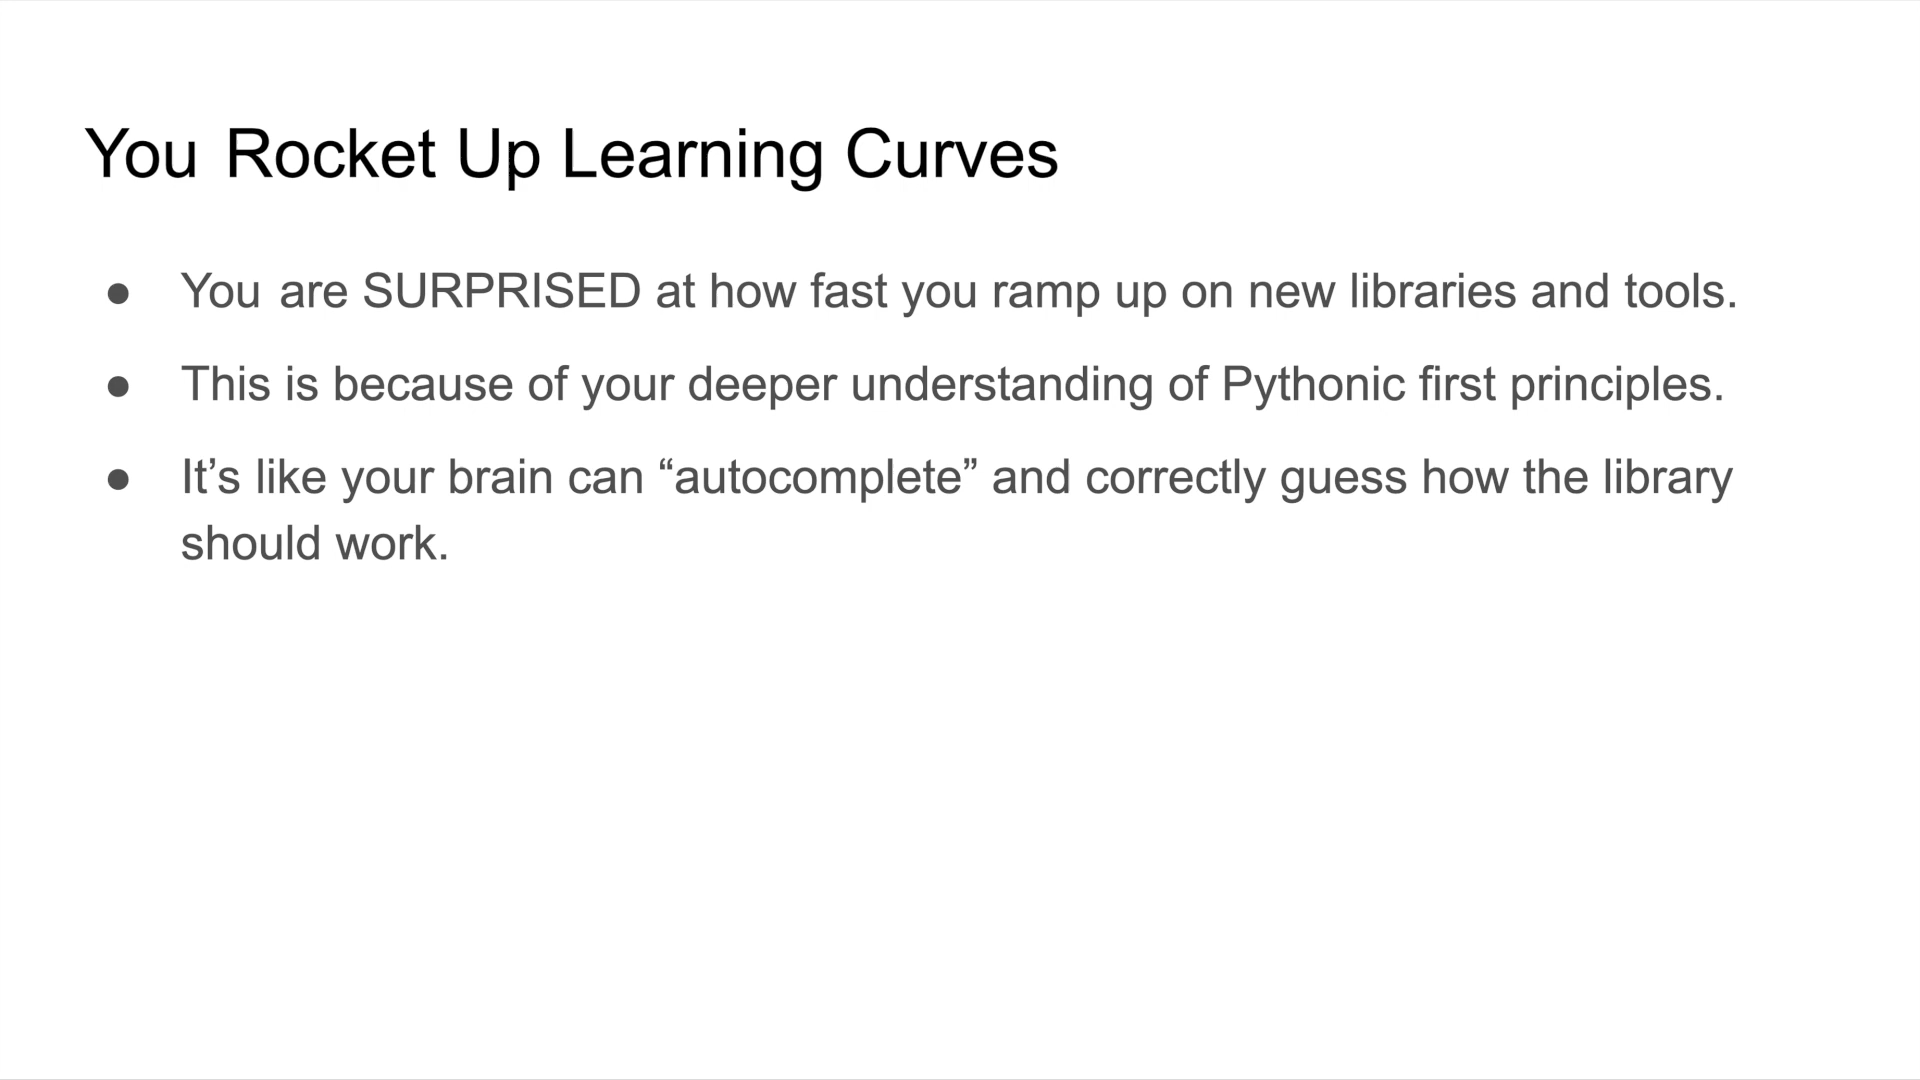 You Rocket Up Learning Curves
● You are SURPRISED at how fast you ramp up on new libraries and tools.
● This is because of your deeper understanding of Pythonic first principles.
● It’s like your brain can “autocomplete” and correctly guess how the library
should work.